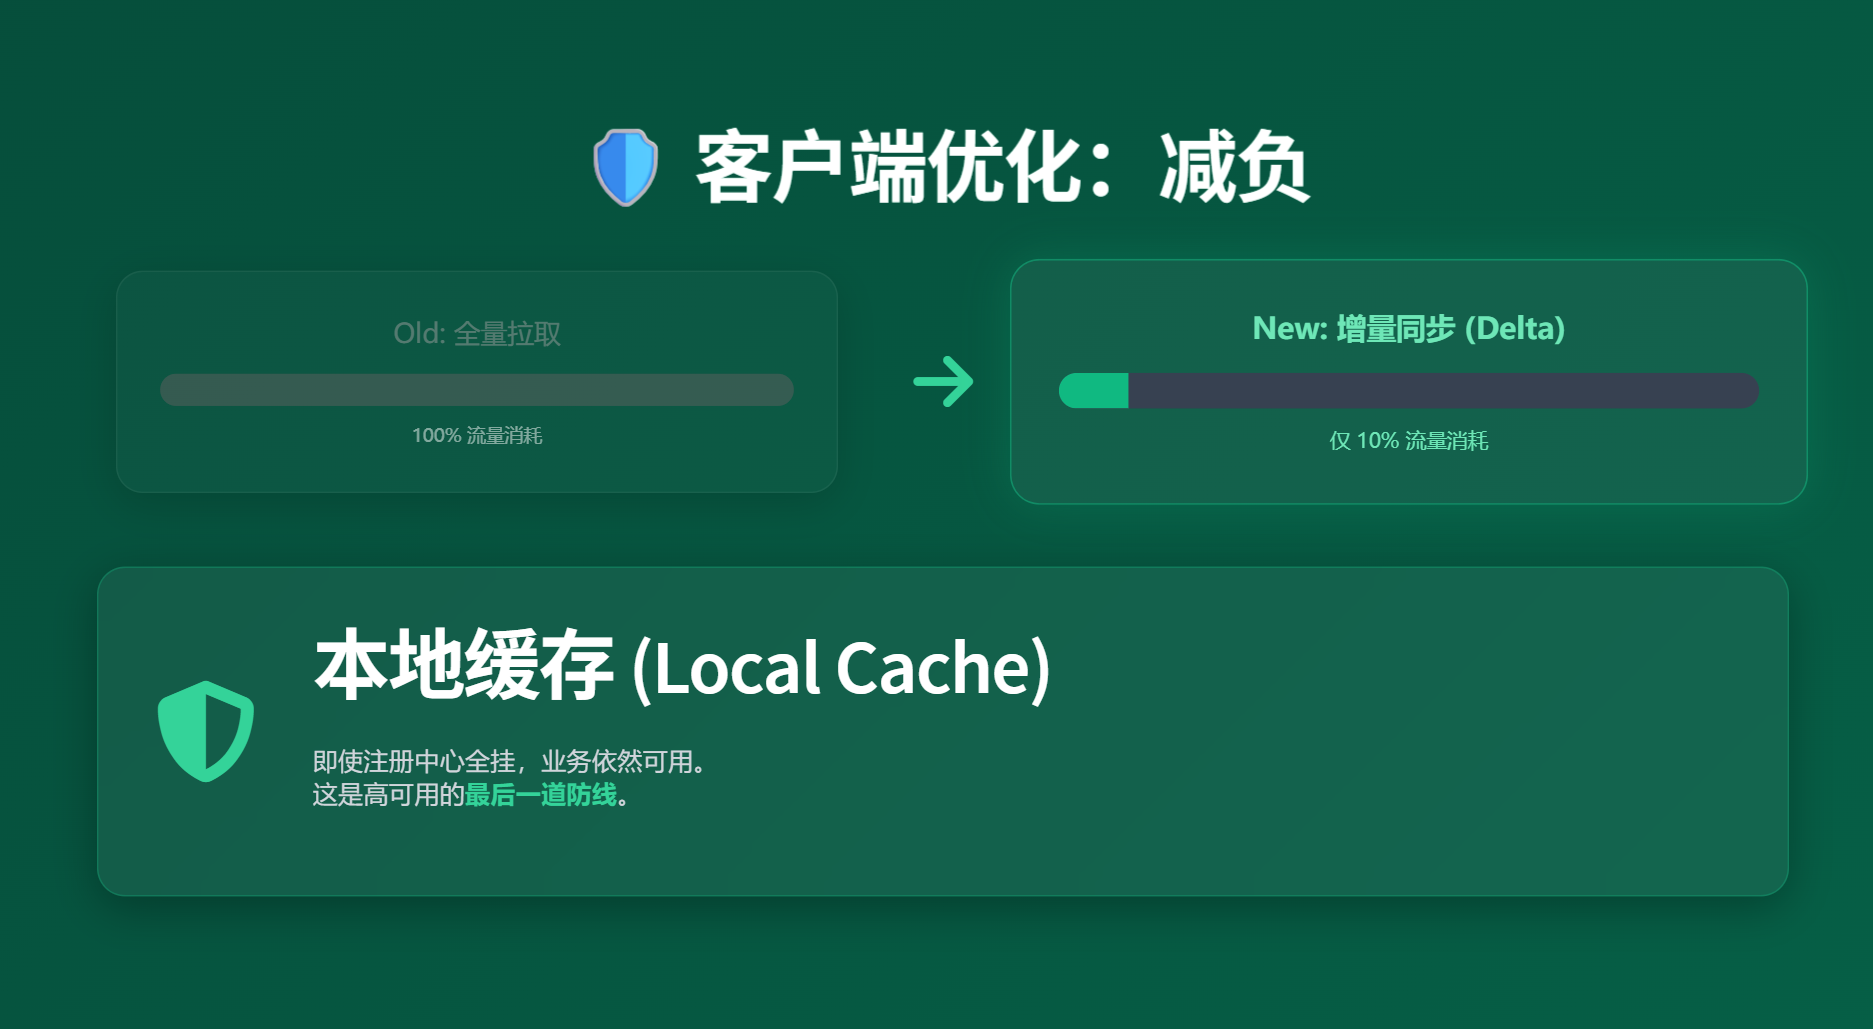 客户端优化：减负
Old: 全量拉取
100% 流量消耗
New: 增量同步 (Delta)
仅 10% 流量消耗
本地缓存 (Local Cache)
即使注册中心全挂，业务依然可用。
这是高可用的最后一道防线。